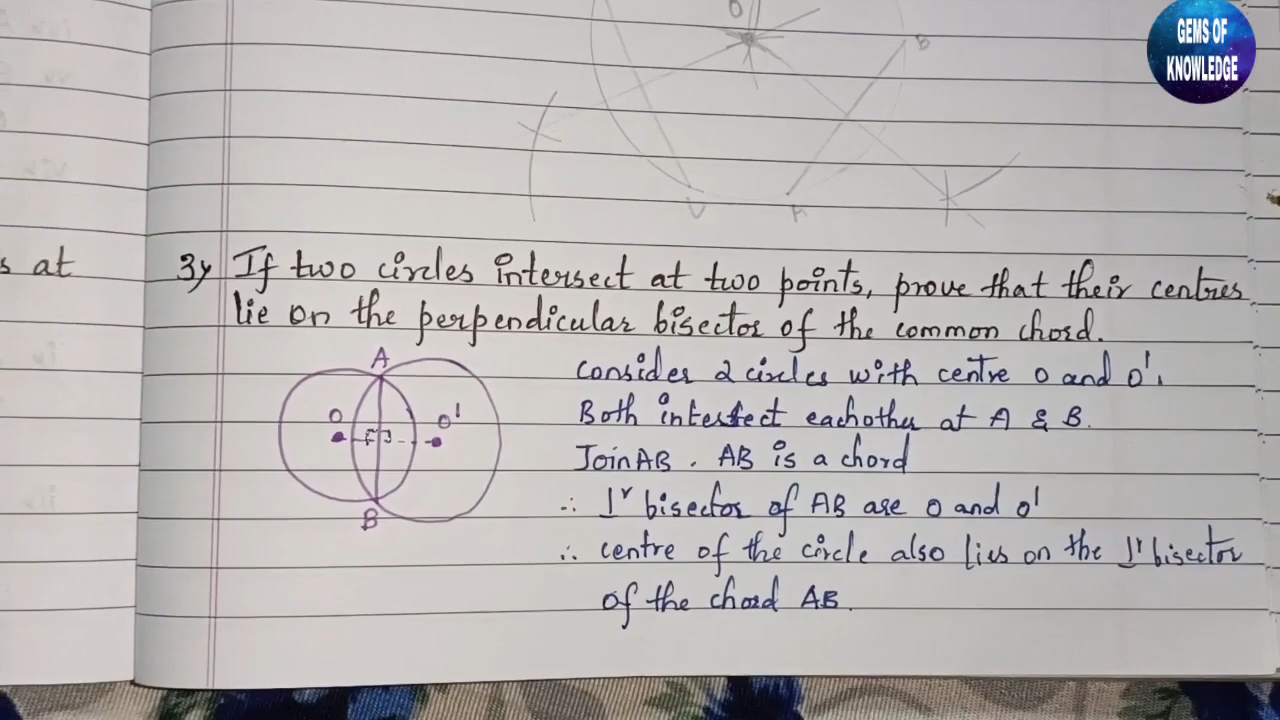 GEMS OF
KNOWLEDGE
O
B
A
s at
3) If two circles intersect at two points, prove that their centres
lie on the perpendicular bisector of the common chord.
A
O
O'
B
Consider 2 circles with centre O and O'.
Both intersect eachother at A & B.
Join AB. AB is a chord
∴ ⊥r bisector of AB are O and O'
∴ centre of the circle also lies on the ⊥r bisector
of the chord AB.